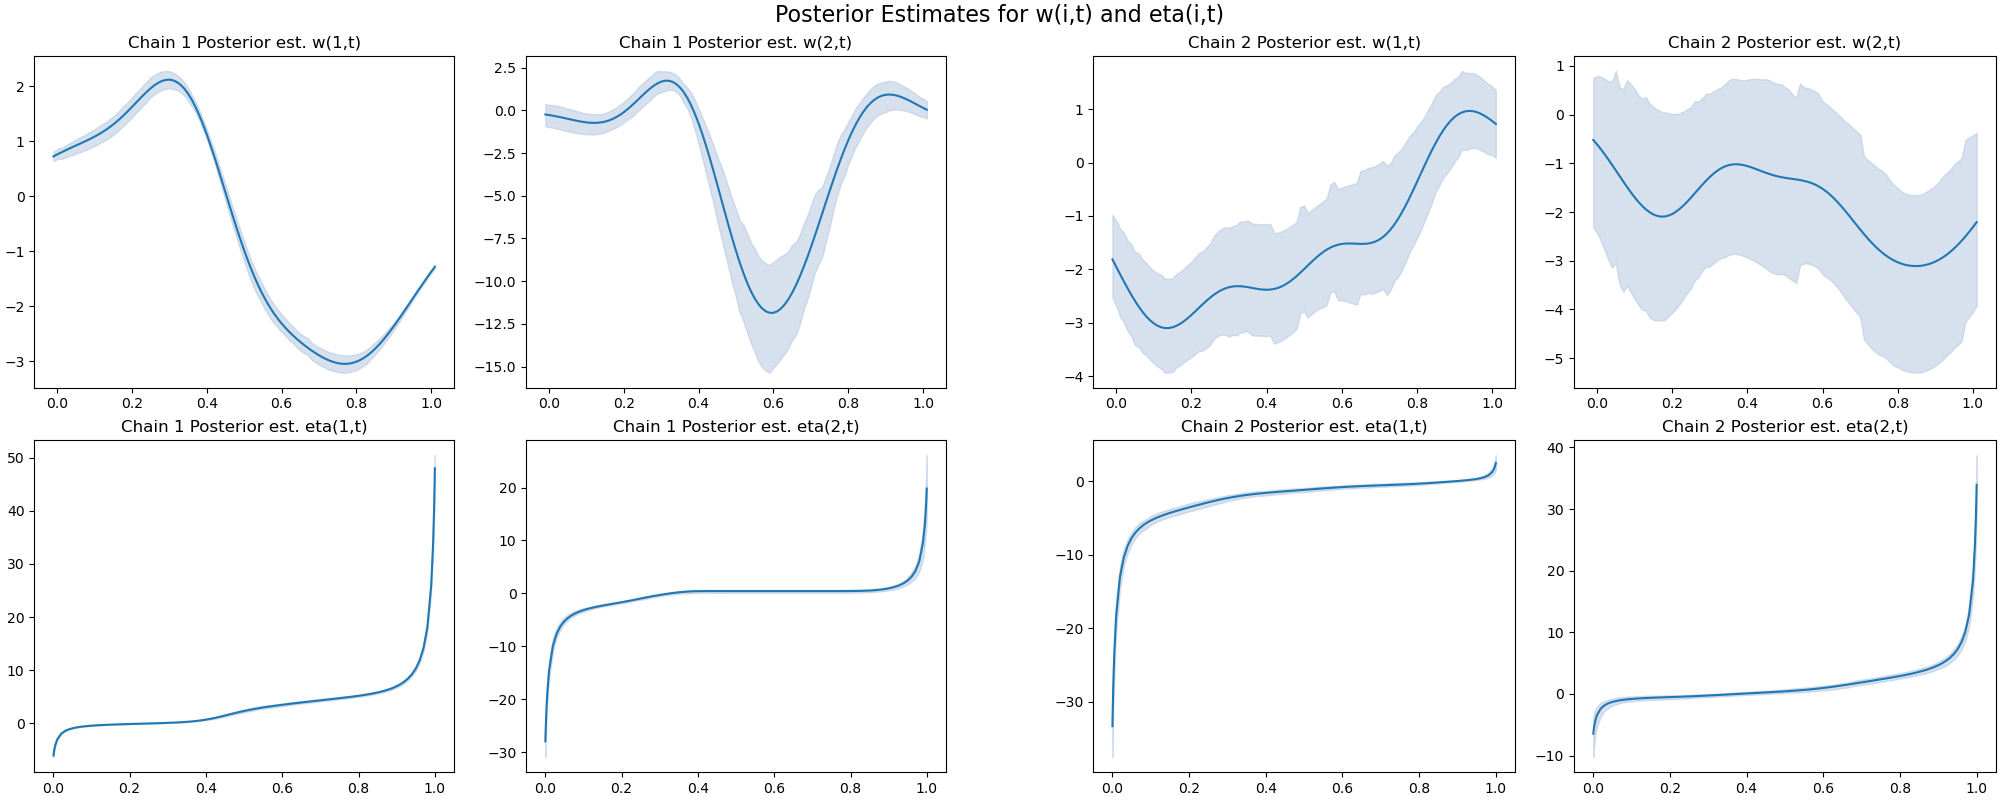 Posterior Estimates for w(i,t) and eta(i,t)
Chain 1 Posterior est. w(1,t)
2
1
0
−1
−2
−3
0.0 0.2 0.4 0.6 0.8 1.0
Chain 1 Posterior est. w(2,t)
2.5
0.0
−2.5
−5.0
−7.5
−10.0
−12.5
−15.0
0.0 0.2 0.4 0.6 0.8 1.0
Chain 2 Posterior est. w(1,t)
1
0
−1
−2
−3
−4
0.0 0.2 0.4 0.6 0.8 1.0
Chain 2 Posterior est. w(2,t)
1
0
−1
−2
−3
−4
−5
0.0 0.2 0.4 0.6 0.8 1.0
Chain 1 Posterior est. eta(1,t)
50
40
30
20
10
0
0.0 0.2 0.4 0.6 0.8 1.0
Chain 1 Posterior est. eta(2,t)
20
10
0
−10
−20
−30
0.0 0.2 0.4 0.6 0.8 1.0
Chain 2 Posterior est. eta(1,t)
0
−10
−20
−30
0.0 0.2 0.4 0.6 0.8 1.0
Chain 2 Posterior est. eta(2,t)
40
30
20
10
0
−10
0.0 0.2 0.4 0.6 0.8 1.0